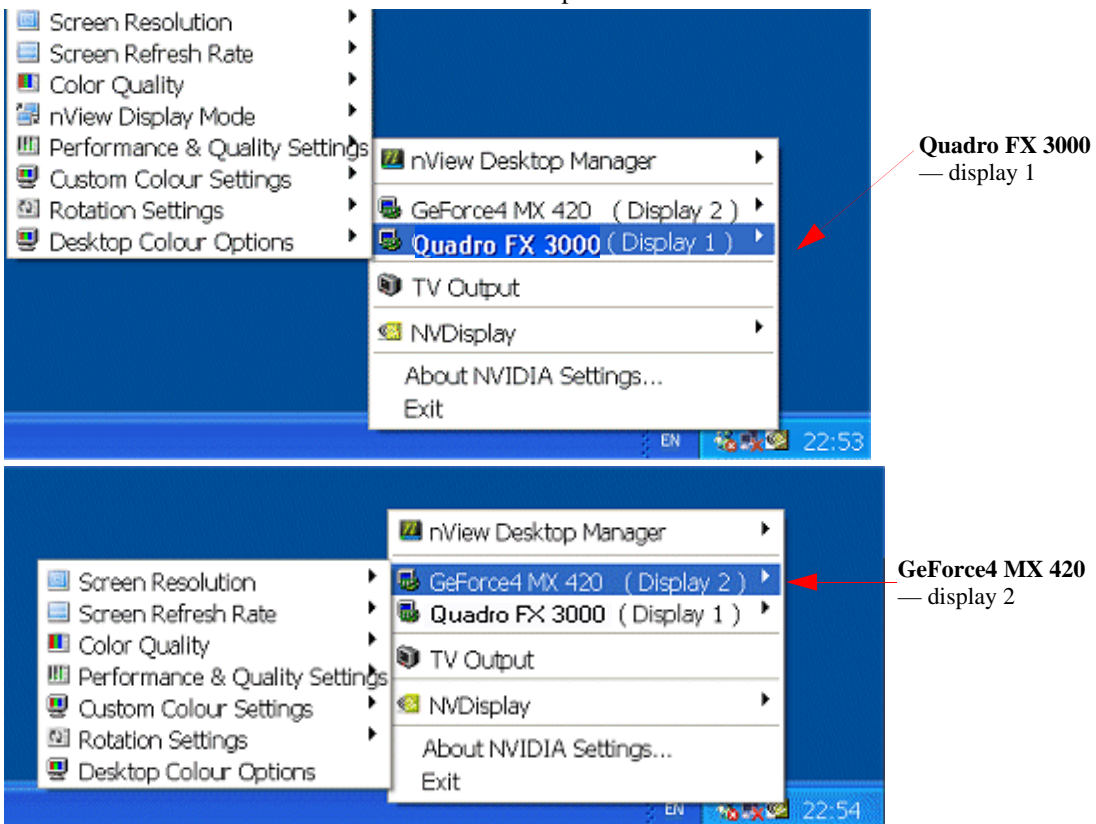 Screen Resolution
Screen Refresh Rate
Color Quality
nView Display Mode
Performance & Quality Settings
Custom Colour Settings
Rotation Settings
Desktop Colour Options
nView Desktop Manager
GeForce4 MX 420 ( Display 2 )
Quadro FX 3000 ( Display 1 )
TV Output
NVDisplay
About NVIDIA Settings...
Exit
EN 22:53
Quadro FX 3000
— display 1
nView Desktop Manager
GeForce4 MX 420 ( Display 2 )
Quadro FX 3000 ( Display 1 )
TV Output
NVDisplay
About NVIDIA Settings...
Exit
Screen Resolution
Screen Refresh Rate
Color Quality
Performance & Quality Settings
Custom Colour Settings
Rotation Settings
Desktop Colour Options
EN 22:54
GeForce4 MX 420
— display 2